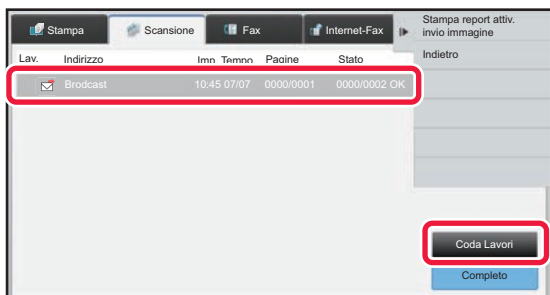 Stampa Scansione Fax Internet-Fax
Stampa report attiv.
invio immagine
Indietro
Lav. Indirizzo Imp. Tempo Pagine Stato
Brodcast 10:45 07/07 0000/0001 0000/0002 OK
Coda Lavori
Completo